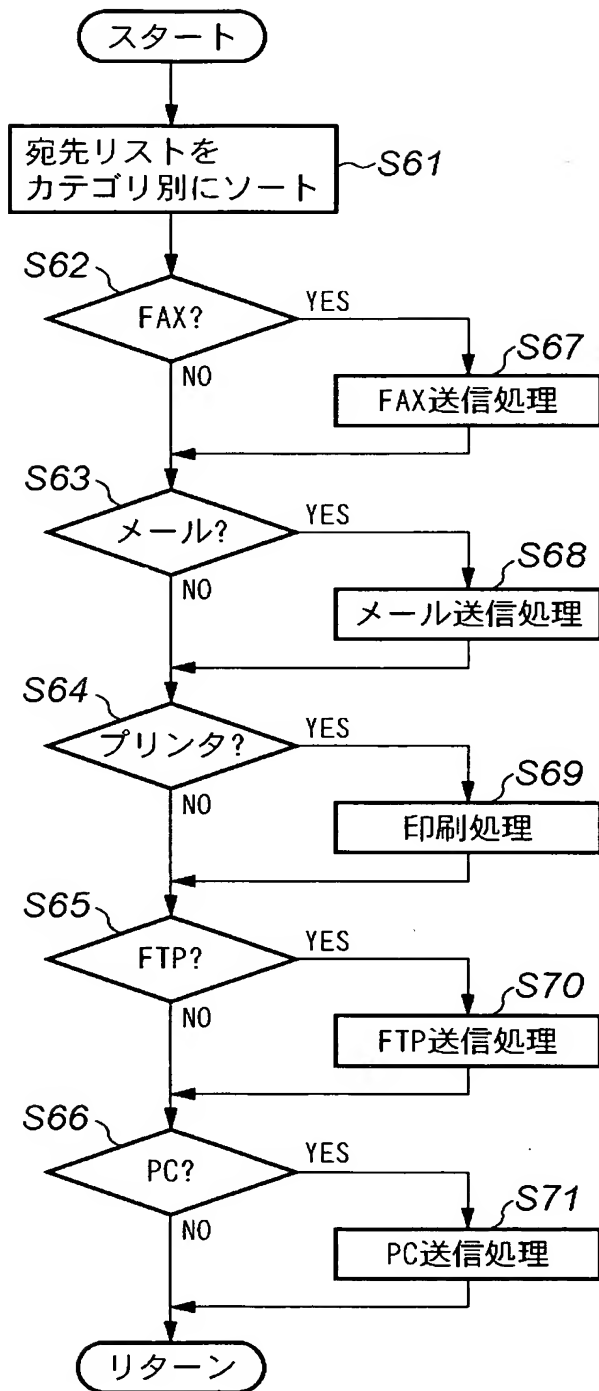 スタート
宛先リストを
カテゴリ別にソート
S61
S62
FAX?
YES
NO
S67
FAX送信処理
S63
メール?
YES
NO
S68
メール送信処理
S64
プリンタ?
YES
NO
S69
印刷処理
S65
FTP?
YES
NO
S70
FTP送信処理
S66
PC?
YES
NO
S71
PC送信処理
リターン